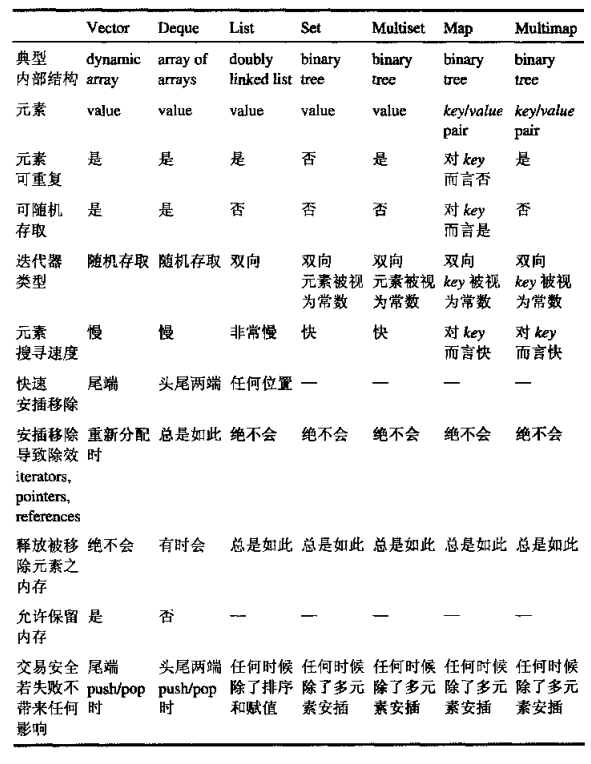 Vector Deque List Set Multiset Map Multimap
典型 dynamic array of doubly binary binary binary binary
内部结构 array arrays linked list tree tree tree tree
元素 value value value value value key/value key/value
pair pair
元素 是 是 是 否 是 对 key 是
可重复 而言否
可随机 是 是 否 否 否 对 key 否
存取 而言是
迭代器 随机存取 随机存取 双向 双向 双向 双向 双向
类型 元素被视 元素被视 key 被视 key 被视
为常数 为常数 为常数 为常数
元素 慢 慢 非常慢 快 快 对 key 对 key
搜寻速度 而言快 而言快
快速 尾端 头尾两端 任何位置 — — — —
安插移除
安插移除 重新分配 总是如此 绝不会 绝不会 绝不会 绝不会 绝不会
导致除效 时
iterators,
pointers,
references
释放被移 绝不会 有时会 总是如此 总是如此 总是如此 总是如此 总是如此
除元素之
内存
允许保留 是 否 — — — — —
内存
交易安全 尾端 头尾两端 任何时候 任何时候 任何时候 任何时候 任何时候
若失败不 push/pop push/pop 除了排序 除了多元 除了多元 除了多元 除了多元
带来任何 时 时 和赋值 素安插 素安插 素安插 素安插
影响